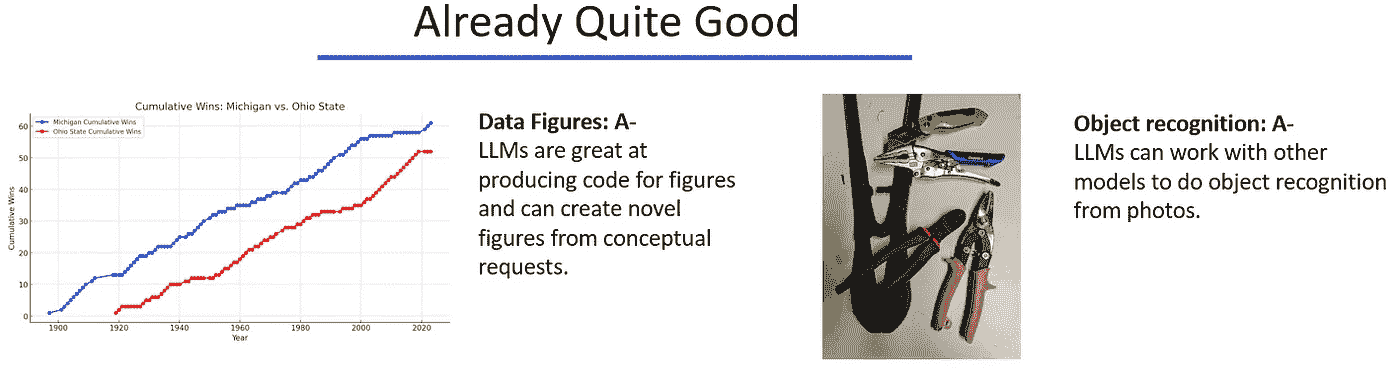 Already Quite Good
Cumulative Wins: Michigan vs. Ohio State
Michigan Cumulative Wins
Ohio State Cumulative Wins
Cumulative Wins
60
50
40
30
20
10
0
1900 1920 1940 1960 1980 2000 2020
Year
Data Figures: A-
LLMs are great at
producing code for figures
and can create novel
figures from conceptual
requests.
Object recognition: A-
LLMs can work with other
models to do object recognition
from photos.